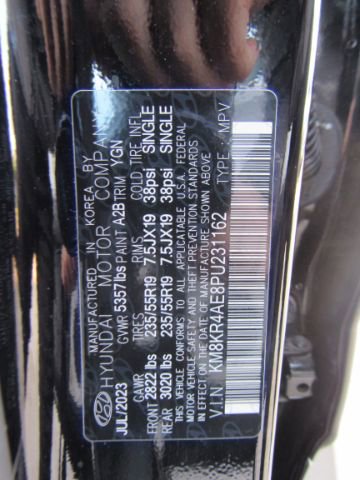 MANUFACTURED IN KOREA BY
HYUNDAI MOTOR COMPANY
JUL/2023 GVWR 5357lbs PAINT A2B TRIM YGN
GAWR TIRES RIMS COLD TIRE INFL
FRONT 2822 lbs 235/55R19 7.5JX19 38psi SINGLE
REAR 3020 lbs 235/55R19 7.5JX19 38psi SINGLE
THIS VEHICLE CONFORMS TO ALL APPLICABLE U.S.A. FEDERAL
MOTOR VEHICLE SAFETY AND THEFT PREVENTION STANDARDS
IN EFFECT ON THE DATE OF MANUFACTURE SHOWN ABOVE
V.I.N. KM8KR4AE8PU231162 TYPE: MPV